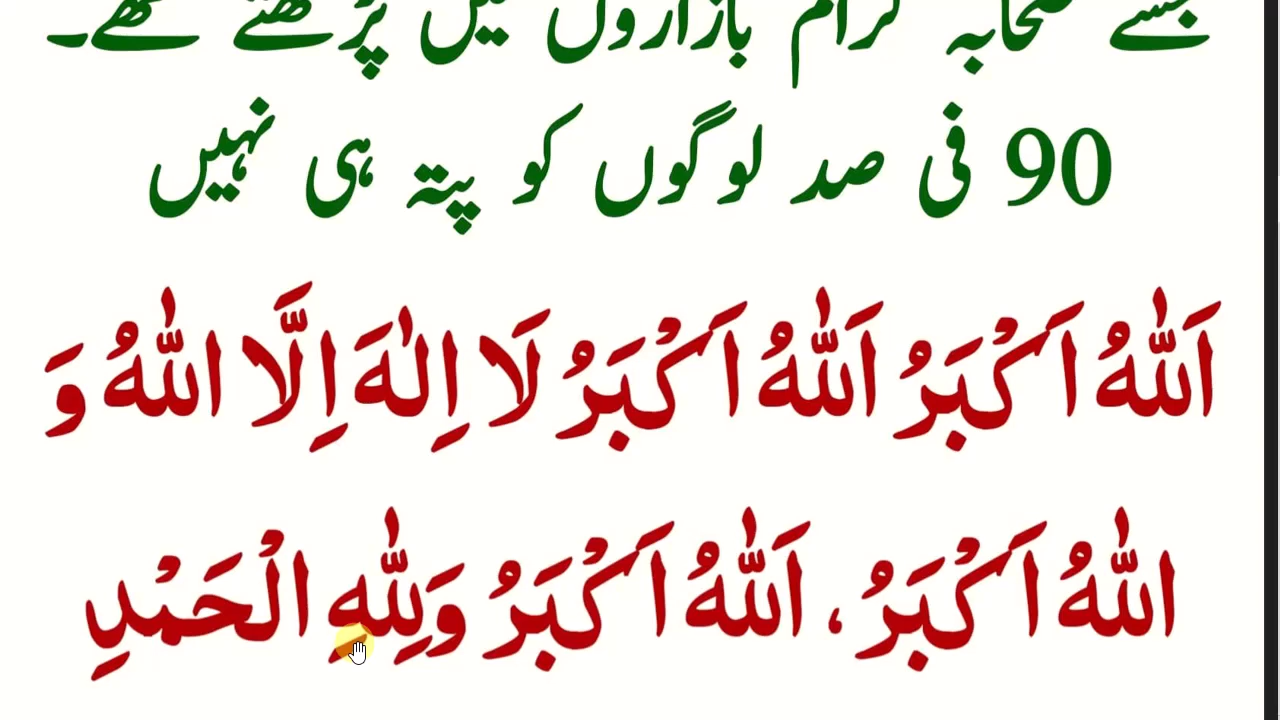 جسے صحابہ کرام بازاروں میں پڑھتے تھے۔
90 فی صد لوگوں کو پتہ ہی نہیں
اَللّٰهُ اَكْبَرُ اَللّٰهُ اَكْبَرُ لَا اِلٰهَ اِلَّا اللّٰهُ وَ
اللّٰهُ اَكْبَرُ، اَللّٰهُ اَكْبَرُ وَلِلّٰهِ الْحَمْدِ